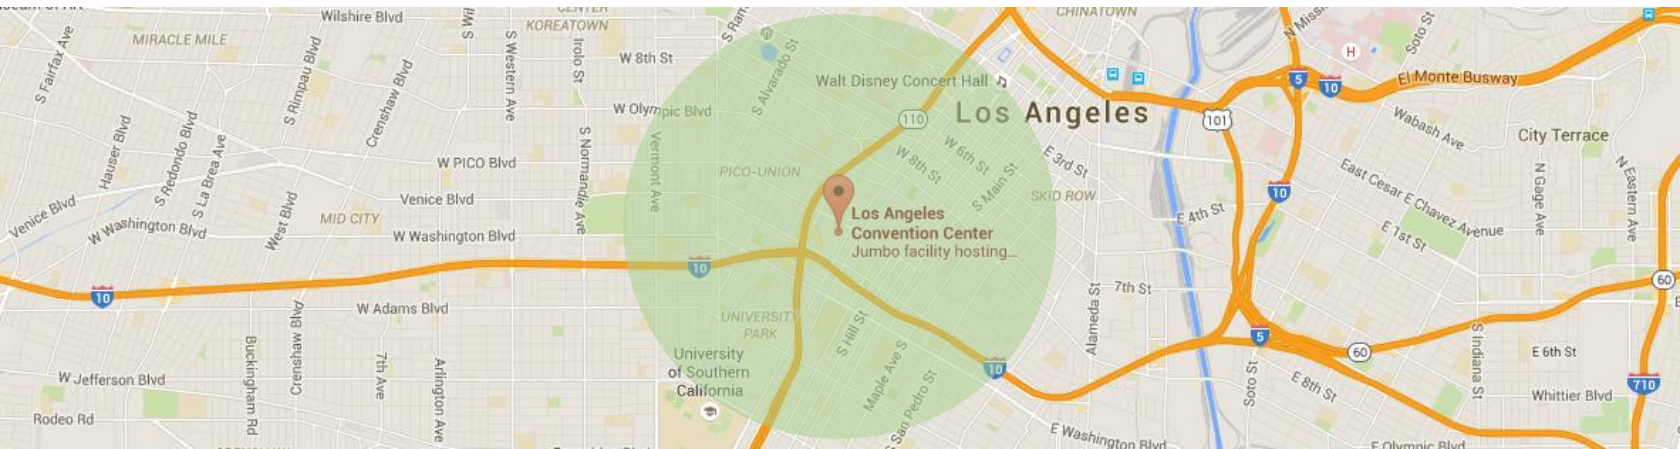 Wilshire Blvd
CENTER
KOREATOWN
CHINATOWN
MIRACLE MILE
S Fairfax Ave
S Rimpau Blvd
Crenshaw Blvd
S Western Ave
Irolo St
W 8th St
S Alvarado St
Walt Disney Concert Hall
Los Angeles
110
101
5
10
H
Soto St
El Monte Busway
Wabash Ave
City Terrace
Hauser Blvd
S Redondo Blvd
S La Brea Ave
W Olympic Blvd
W PICO Blvd
S Normandie Ave
Vermont Ave
PICO-UNION
W 8th St
W 6th St
S Main St
E 3rd St
SKID ROW
10
East Cesar E Chavez Avenue
N Gage Ave
N Eastern Ave
Venice Blvd
W Washington Blvd
West Blvd
MID CITY
Venice Blvd
W Washington Blvd
Los Angeles
Convention Center
Jumbo facility hosting...
E 4th St
E 1st St
10
10
W Adams Blvd
UNIVERSITY
PARK
7th St
Alameda St
60
Buckingham Rd
Crenshaw Blvd
7th Ave
Arlington Ave
University
of Southern
California
S Hill St
Maple Ave S
S San Pedro St
10
5
60
S Indiana St
E 6th St
W Jefferson Blvd
Rodeo Rd
Soto St
E 8th St
Whittier Blvd
710
E Washington Blvd
E Olympic Blvd